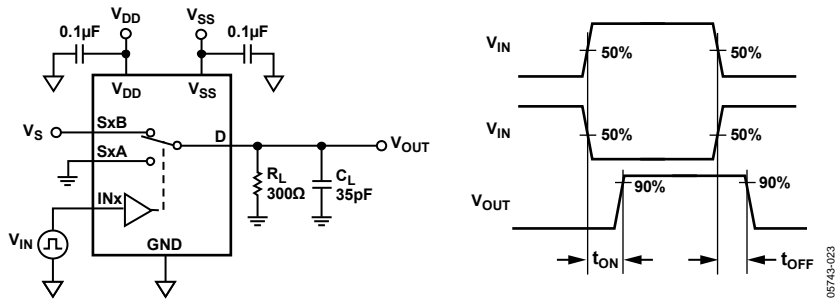 VDD
VSS
0.1µF
0.1µF
VDD
VSS
VS
SxB
D
VOUT
SxA
RL
300Ω
CL
35pF
INx
VIN
GND
VIN
50%
50%
VIN
50%
50%
VOUT
90%
90%
tON
tOFF
05743-023